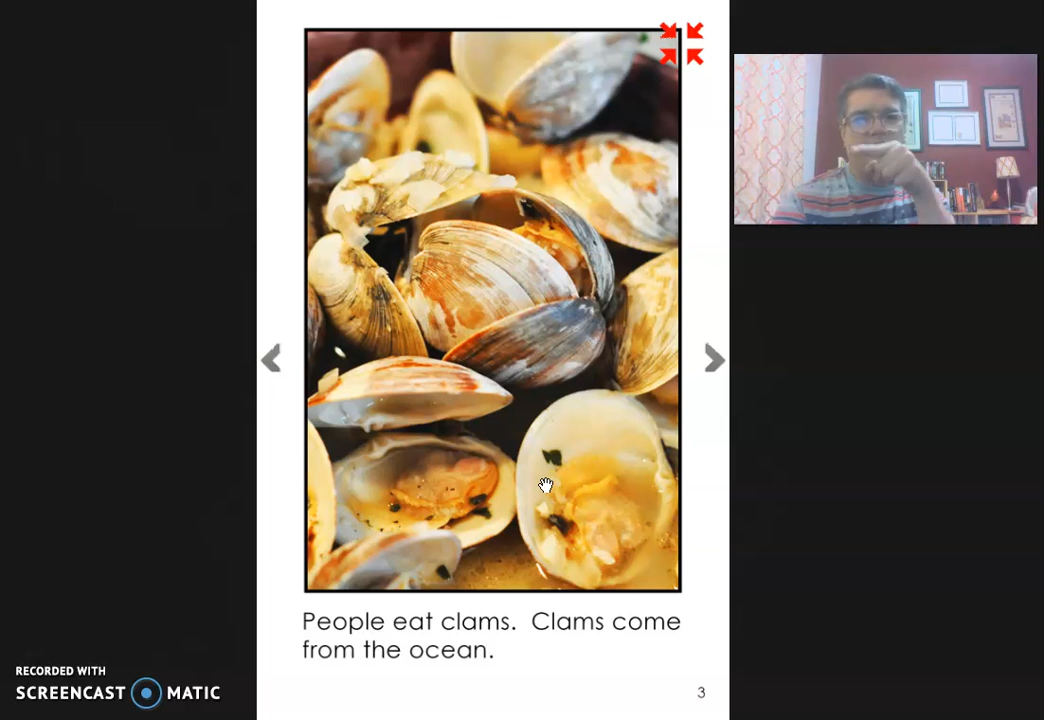 People eat clams.  Clams come
from the ocean.
3
RECORDED WITH
SCREENCAST MATIC